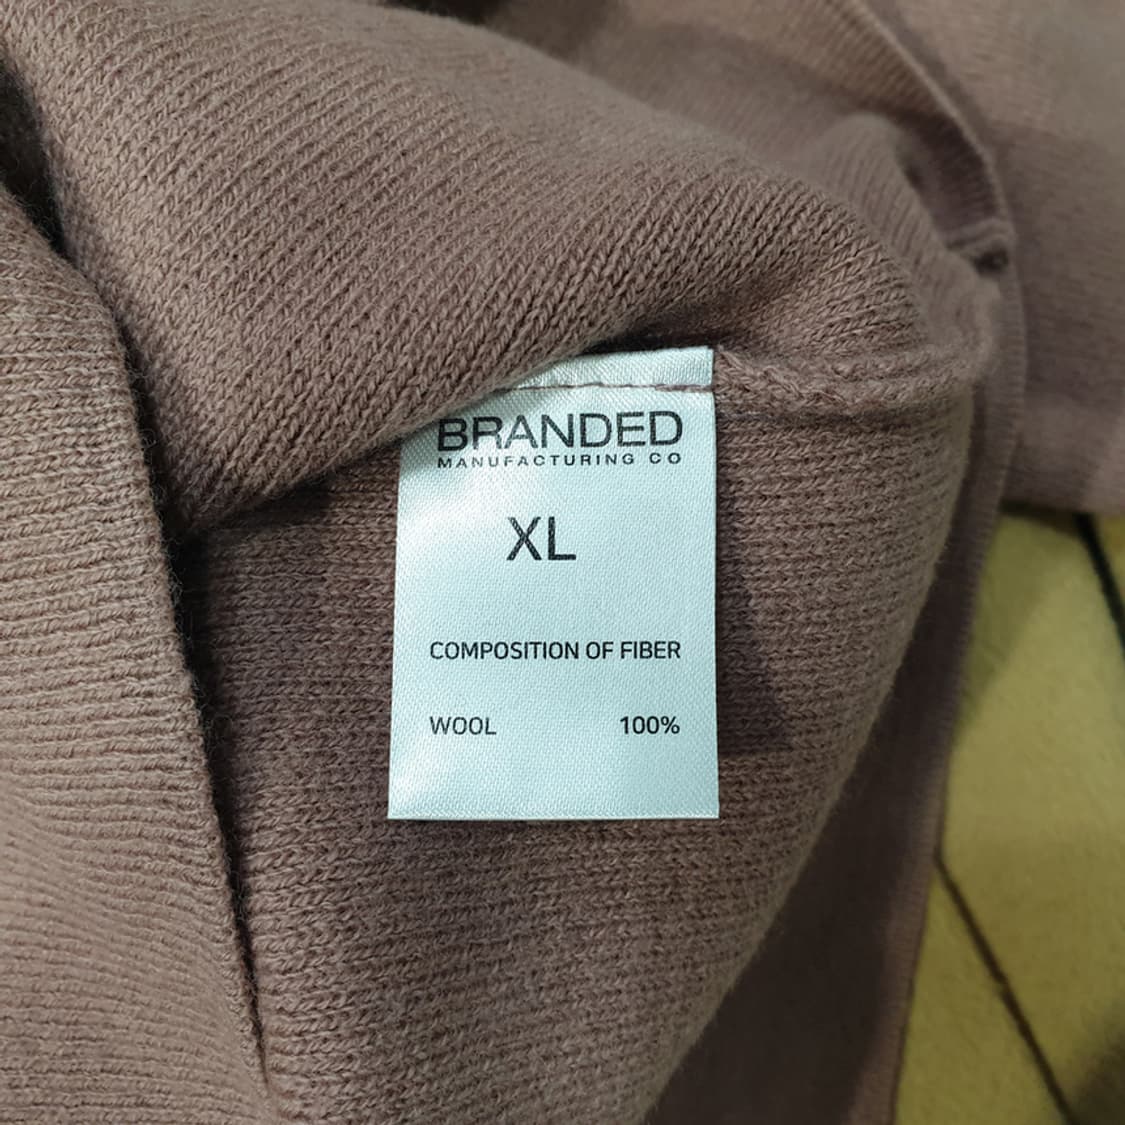 BRANDED
MANUFACTURING CO
XL
COMPOSITION OF FIBER
WOOL 100%